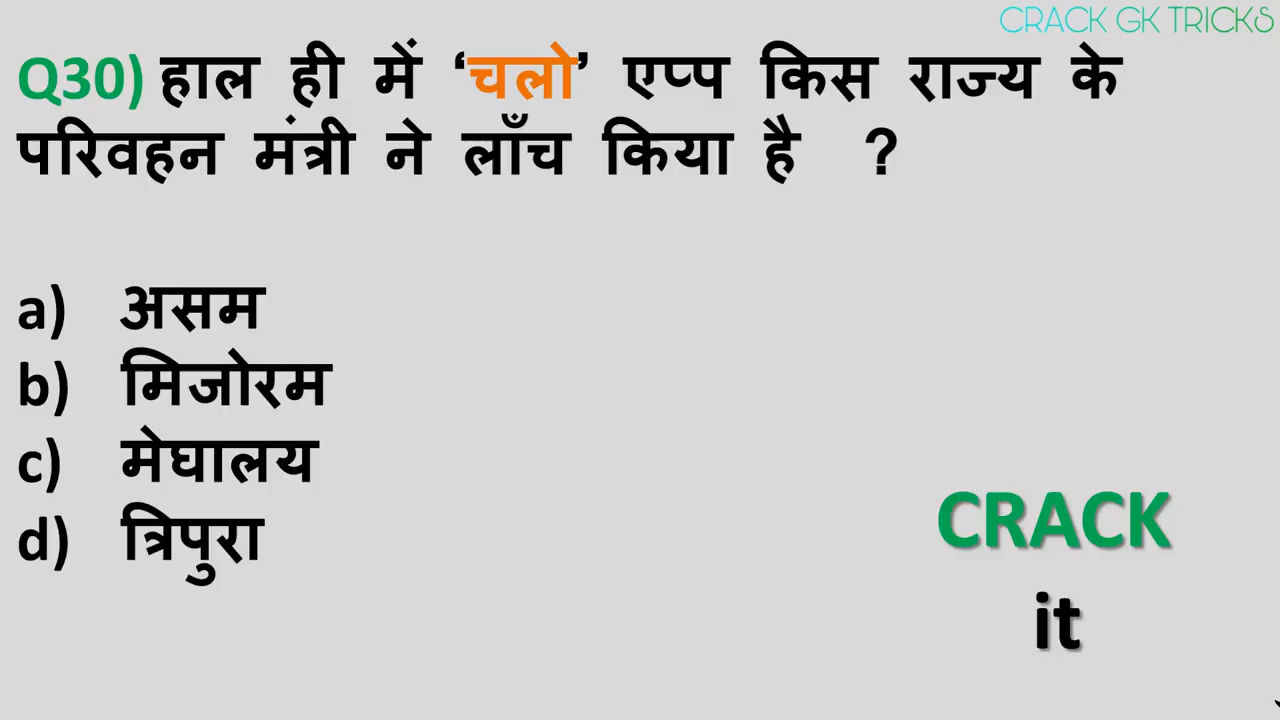 CRACK GK TRICKS
Q30) हाल ही में ‘चलो’ एप्प किस राज्य के
परिवहन मंत्री ने लाँच किया है ?
a) असम
b) मिजोरम
c) मेघालय
d) त्रिपुरा
CRACK
it